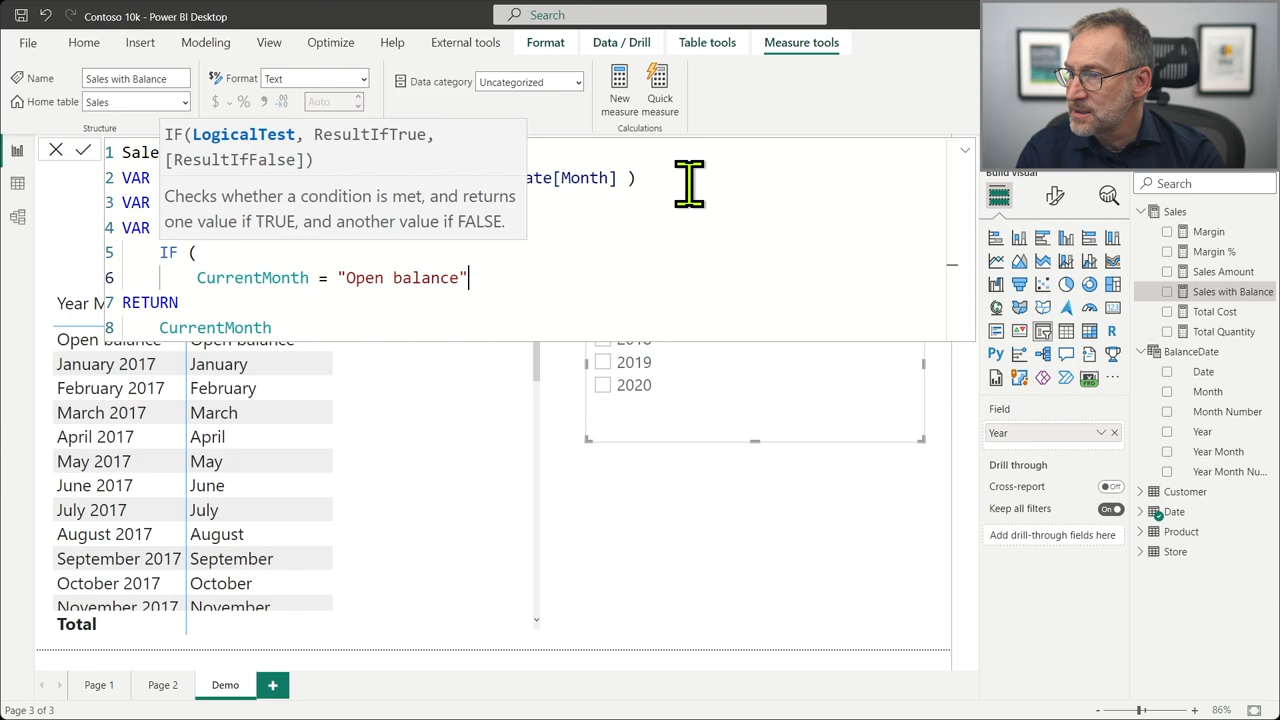 Contoso 10k - Power BI Desktop
Search
File Home Insert Modeling View Optimize Help External tools Format Data / Drill Table tools Measure tools
Name Sales with Balance
Format Text
Data category Uncategorized
Home table Sales
$ % Auto
New measure
Quick measure
Structure
Calculations
IF(LogicalTest, ResultIfTrue,
[ResultIfFalse])
Checks whether a condition is met, and returns
one value if TRUE, and another value if FALSE.
1 Sale
2 VAR ate[Month] )
3 VAR
4 VAR
5 IF (
6 CurrentMonth = "Open balance"
7 RETURN
8 CurrentMonth
Year M
Open balance Open balance
January 2017 January
February 2017 February
March 2017 March
April 2017 April
May 2017 May
June 2017 June
July 2017 July
August 2017 August
September 2017 September
October 2017 October
November 2017 November
Total
2018
2019
2020
Build visual
Field
Year
Drill through
Cross-report Off
Keep all filters On
Add drill-through fields here
Search
Sales
Margin
Margin %
Sales Amount
Sales with Balance
Total Cost
Total Quantity
BalanceDate
Date
Month
Month Number
Year
Year Month
Year Month Nu...
Customer
Date
Product
Store
Page 1 Page 2 Demo
Page 3 of 3
86%